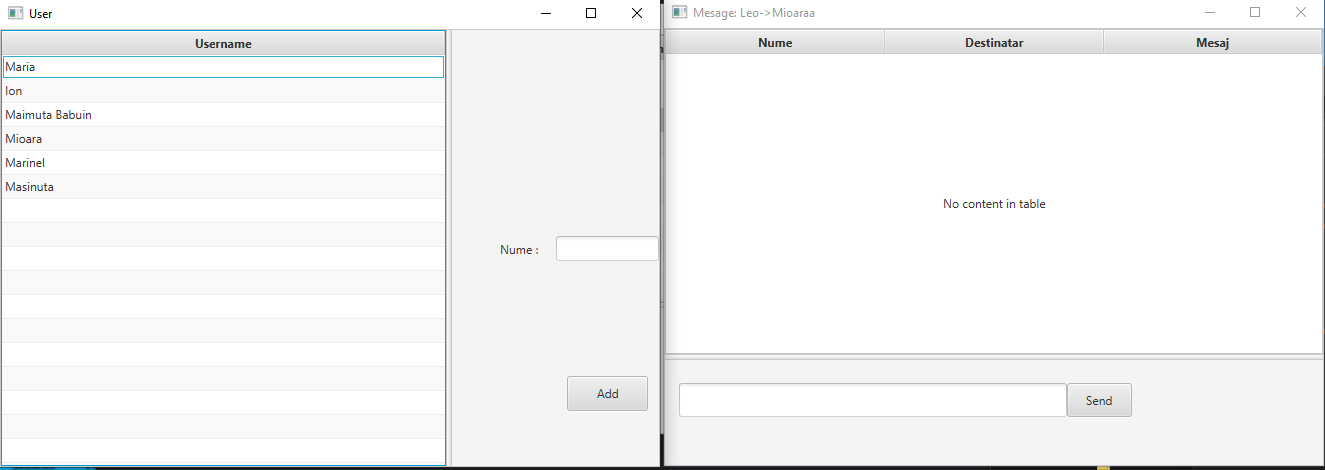 User
Username
Maria
Ion
Maimuta Babuin
Mioara
Marinel
Masinuta
Nume :
Add
Mesage: Leo->Mioaraa
Nume Destinatar Mesaj
No content in table
Send